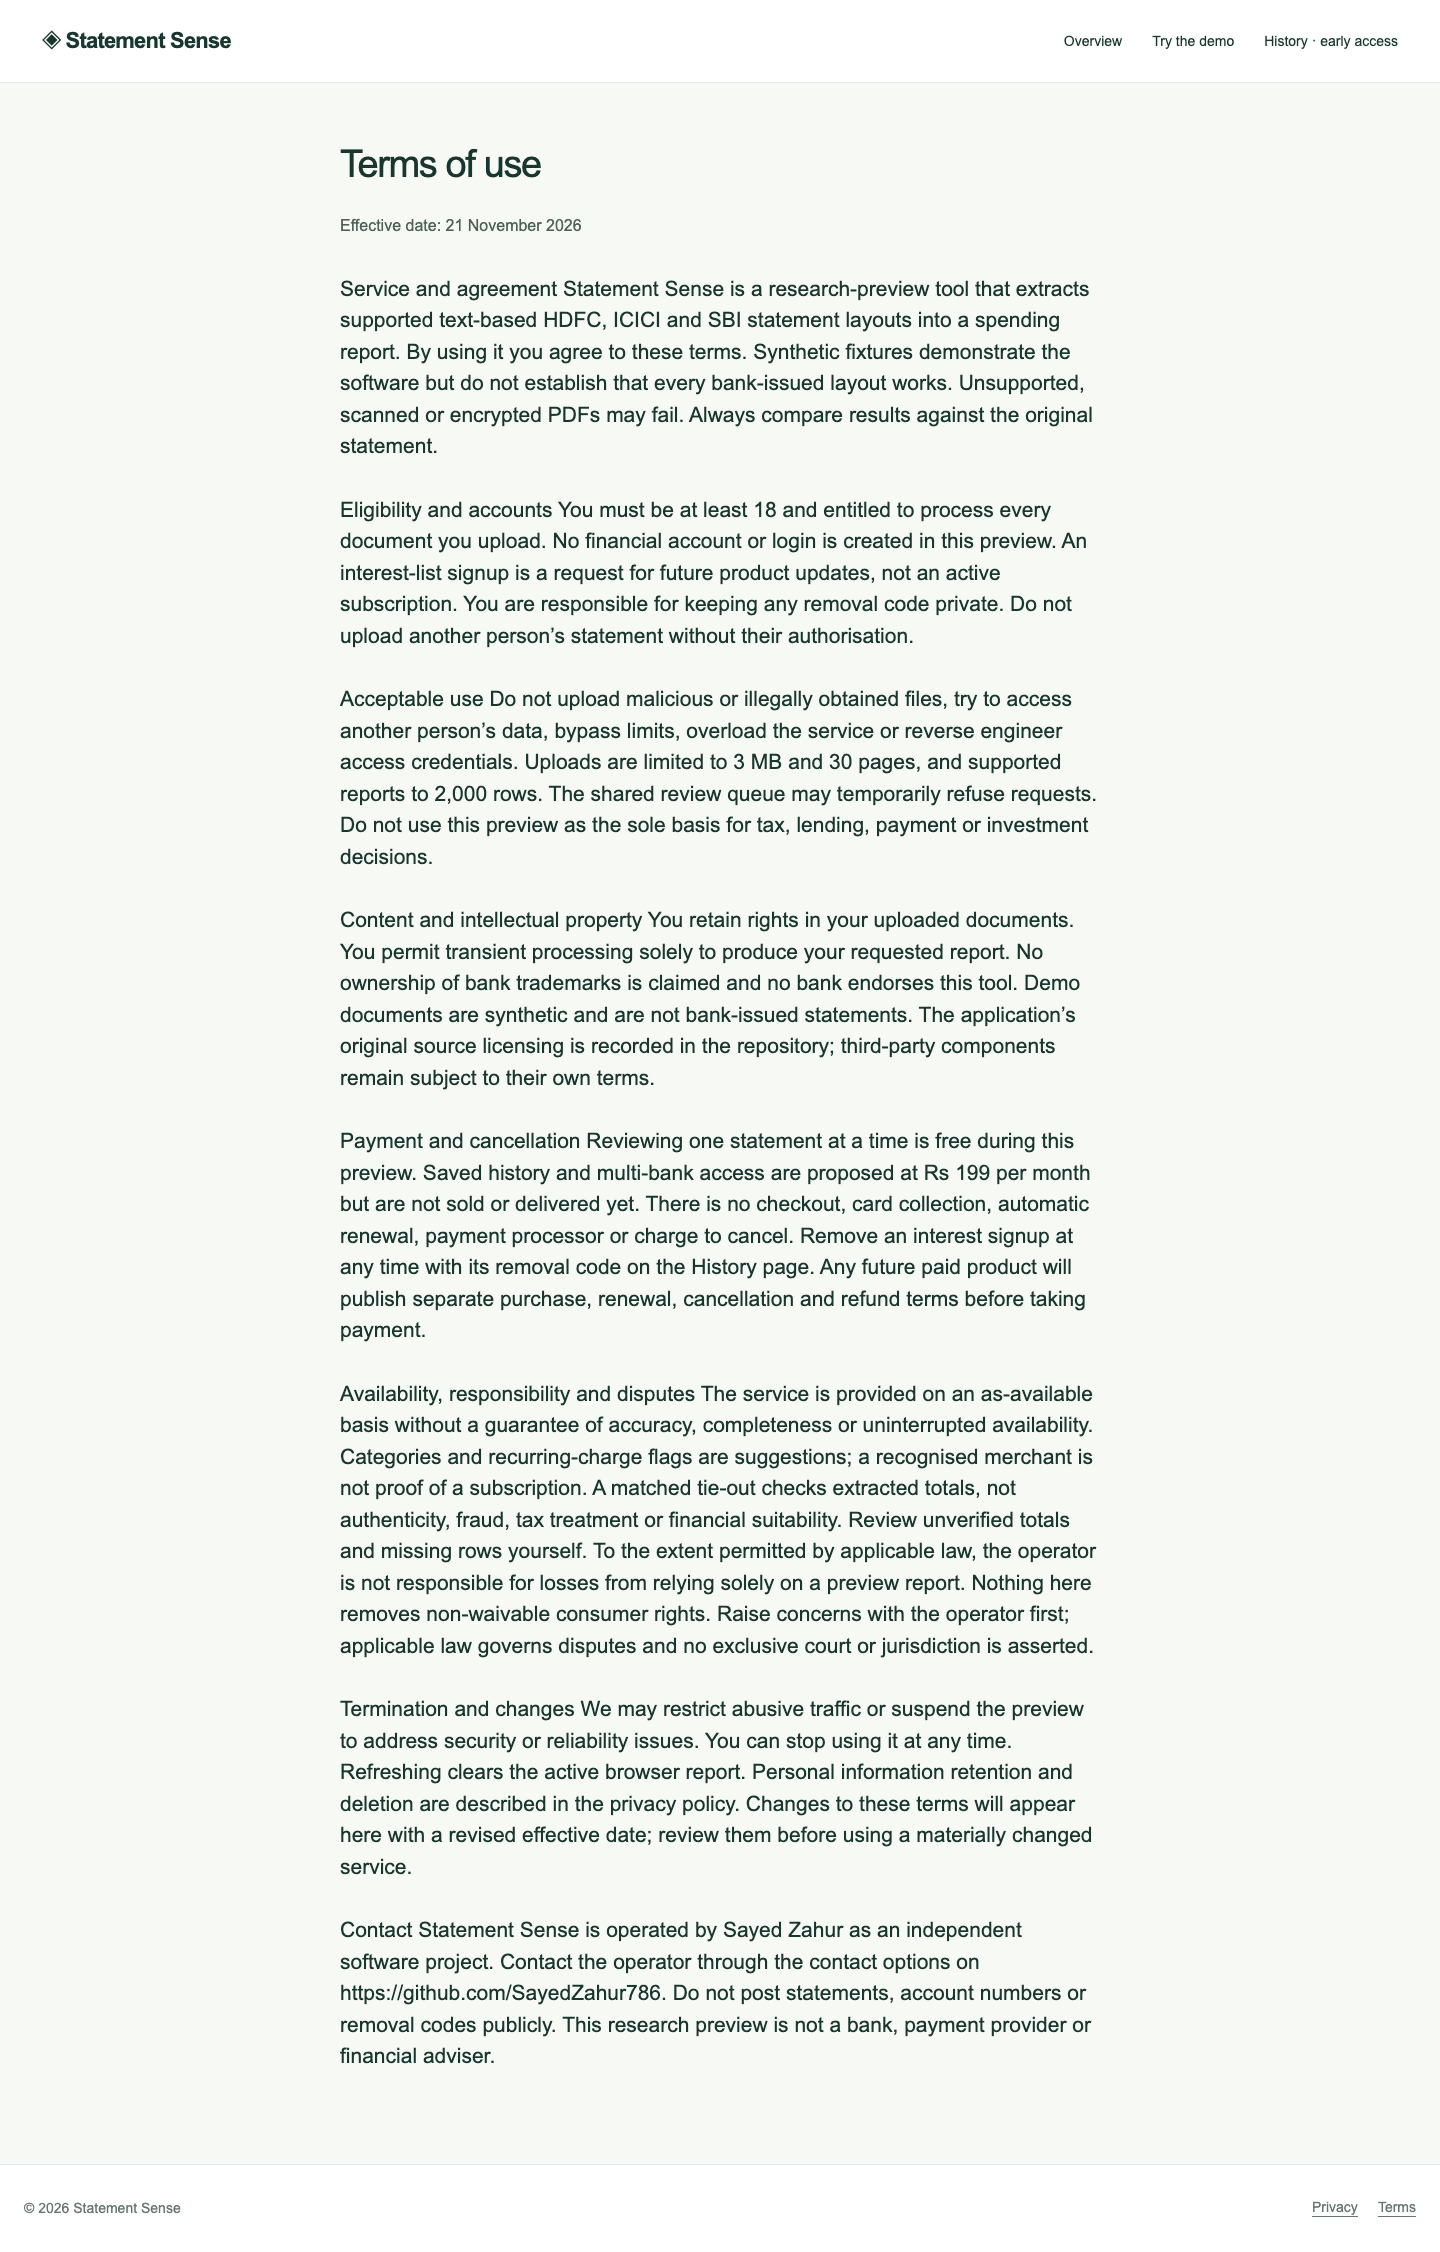 ◈ Statement Sense
Overview Try the demo History · early access
Terms of use
Effective date: 21 November 2026
Service and agreement Statement Sense is a research-preview tool that extracts
supported text-based HDFC, ICICI and SBI statement layouts into a spending
report. By using it you agree to these terms. Synthetic fixtures demonstrate the
software but do not establish that every bank-issued layout works. Unsupported,
scanned or encrypted PDFs may fail. Always compare results against the original
statement.
Eligibility and accounts You must be at least 18 and entitled to process every
document you upload. No financial account or login is created in this preview. An
interest-list signup is a request for future product updates, not an active
subscription. You are responsible for keeping any removal code private. Do not
upload another person’s statement without their authorisation.
Acceptable use Do not upload malicious or illegally obtained files, try to access
another person’s data, bypass limits, overload the service or reverse engineer
access credentials. Uploads are limited to 3 MB and 30 pages, and supported
reports to 2,000 rows. The shared review queue may temporarily refuse requests.
Do not use this preview as the sole basis for tax, lending, payment or investment
decisions.
Content and intellectual property You retain rights in your uploaded documents.
You permit transient processing solely to produce your requested report. No
ownership of bank trademarks is claimed and no bank endorses this tool. Demo
documents are synthetic and are not bank-issued statements. The application’s
original source licensing is recorded in the repository; third-party components
remain subject to their own terms.
Payment and cancellation Reviewing one statement at a time is free during this
preview. Saved history and multi-bank access are proposed at Rs 199 per month
but are not sold or delivered yet. There is no checkout, card collection, automatic
renewal, payment processor or charge to cancel. Remove an interest signup at
any time with its removal code on the History page. Any future paid product will
publish separate purchase, renewal, cancellation and refund terms before taking
payment.
Availability, responsibility and disputes The service is provided on an as-available
basis without a guarantee of accuracy, completeness or uninterrupted availability.
Categories and recurring-charge flags are suggestions; a recognised merchant is
not proof of a subscription. A matched tie-out checks extracted totals, not
authenticity, fraud, tax treatment or financial suitability. Review unverified totals
and missing rows yourself. To the extent permitted by applicable law, the operator
is not responsible for losses from relying solely on a preview report. Nothing here
removes non-waivable consumer rights. Raise concerns with the operator first;
applicable law governs disputes and no exclusive court or jurisdiction is asserted.
Termination and changes We may restrict abusive traffic or suspend the preview
to address security or reliability issues. You can stop using it at any time.
Refreshing clears the active browser report. Personal information retention and
deletion are described in the privacy policy. Changes to these terms will appear
here with a revised effective date; review them before using a materially changed
service.
Contact Statement Sense is operated by Sayed Zahur as an independent
software project. Contact the operator through the contact options on
https://github.com/SayedZahur786. Do not post statements, account numbers or
removal codes publicly. This research preview is not a bank, payment provider or
financial adviser.
© 2026 Statement Sense
Privacy Terms